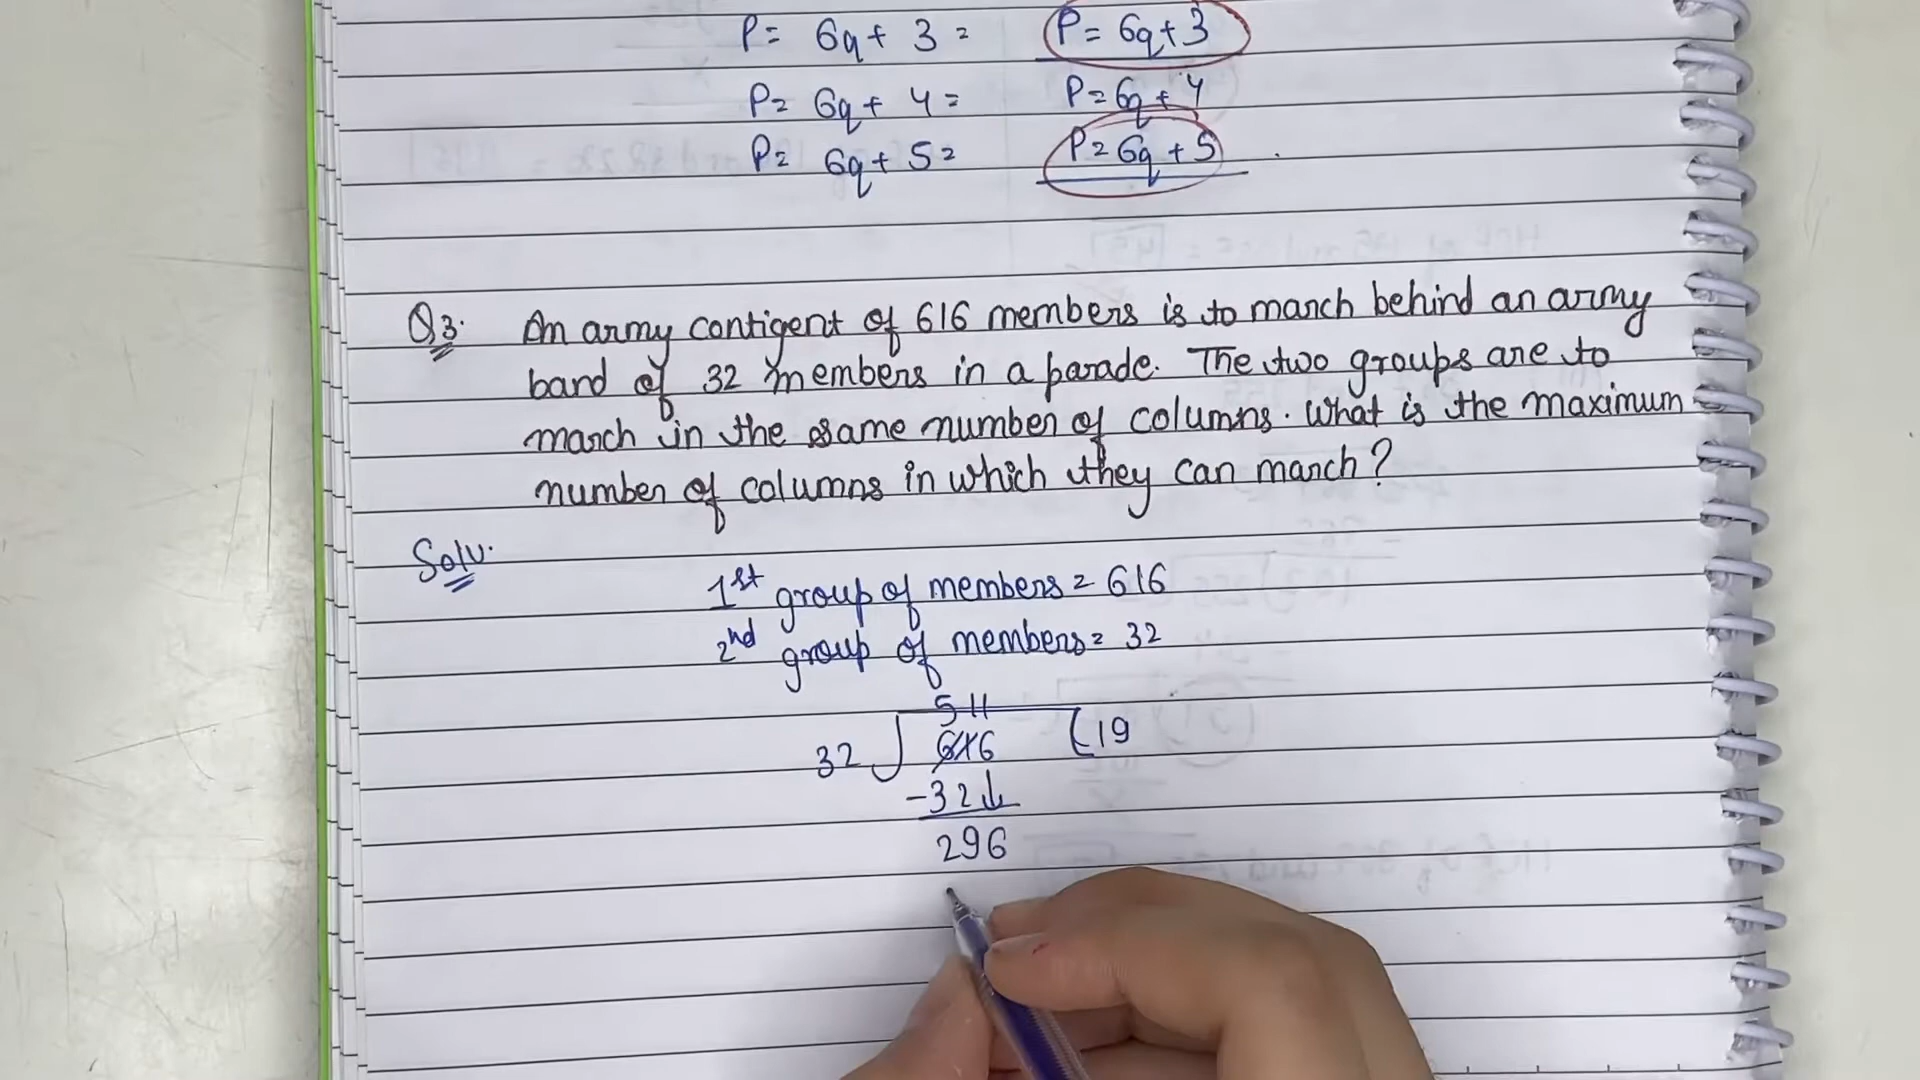 P= 6q+ 3 = P= 6q+3
P= 6q+ 4 = P= 6q + 4
P= 6q+ 5= P= 6q + 5
Q3. An army contigent of 616 members is to march behind an army
band of 32 members in a parade. The two groups are to
march in the same number of columns. What is the maximum
number of columns in which they can march?
Solu.
1st group of members = 616
2nd group of members = 32
5 11
32 616 19
-32↓
296